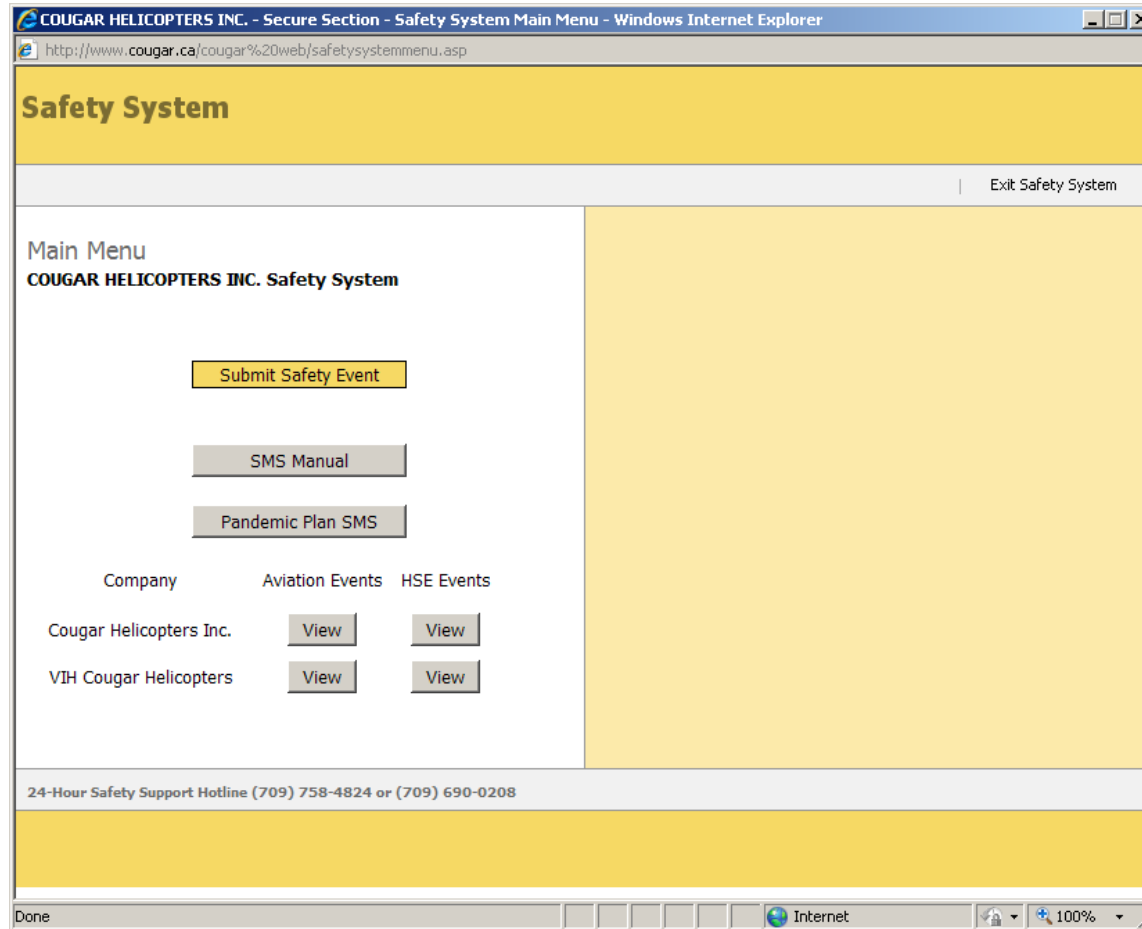 COUGAR HELICOPTERS INC. - Secure Section - Safety System Main Menu - Windows Internet Explorer
http://www.cougar.ca/cougar%20web/safetysystemmenu.asp
Safety System
| Exit Safety System
Main Menu
COUGAR HELICOPTERS INC. Safety System
Submit Safety Event
SMS Manual
Pandemic Plan SMS
Company Aviation Events HSE Events
Cougar Helicopters Inc. View View
VIH Cougar Helicopters View View
24-Hour Safety Support Hotline (709) 758-4824 or (709) 690-0208
Done Internet 100%